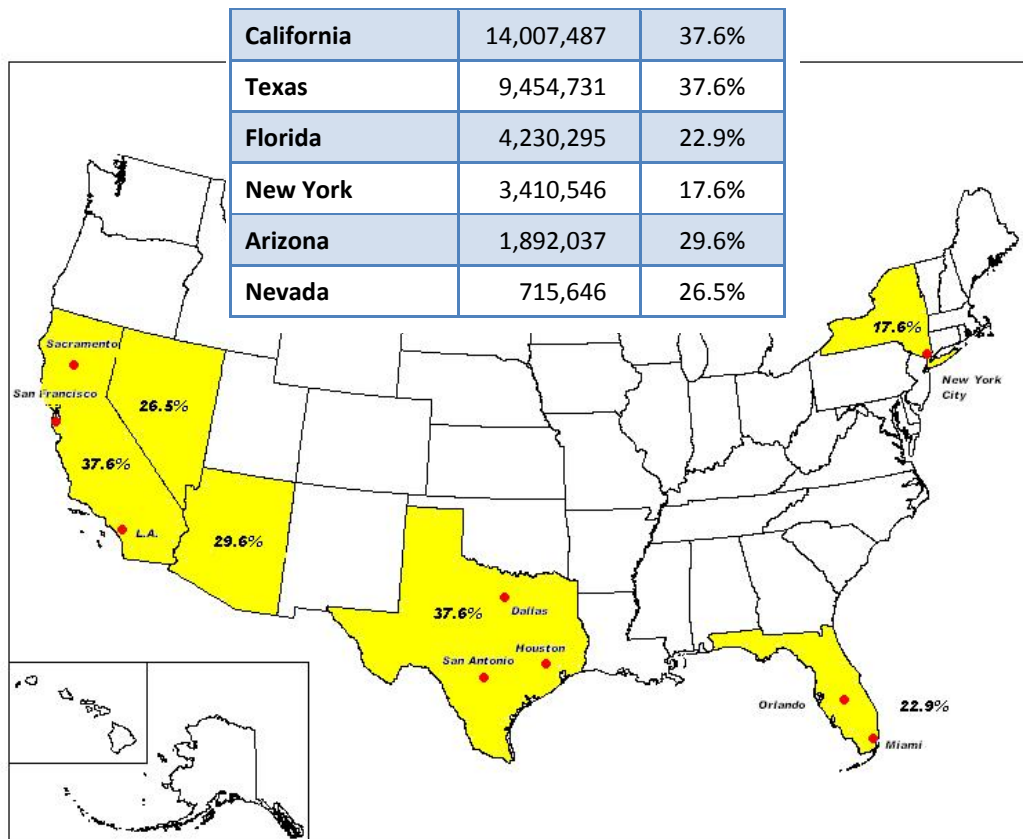 California 14,007,487 37.6%
Texas 9,454,731 37.6%
Florida 4,230,295 22.9%
New York 3,410,546 17.6%
Arizona 1,892,037 29.6%
Nevada 715,646 26.5%
17.6%
Sacramento
New York
City
San Francisco
26.5%
37.6%
L.A.
29.6%
37.6%
Dallas
Houston
San Antonio
Orlando
22.9%
Miami